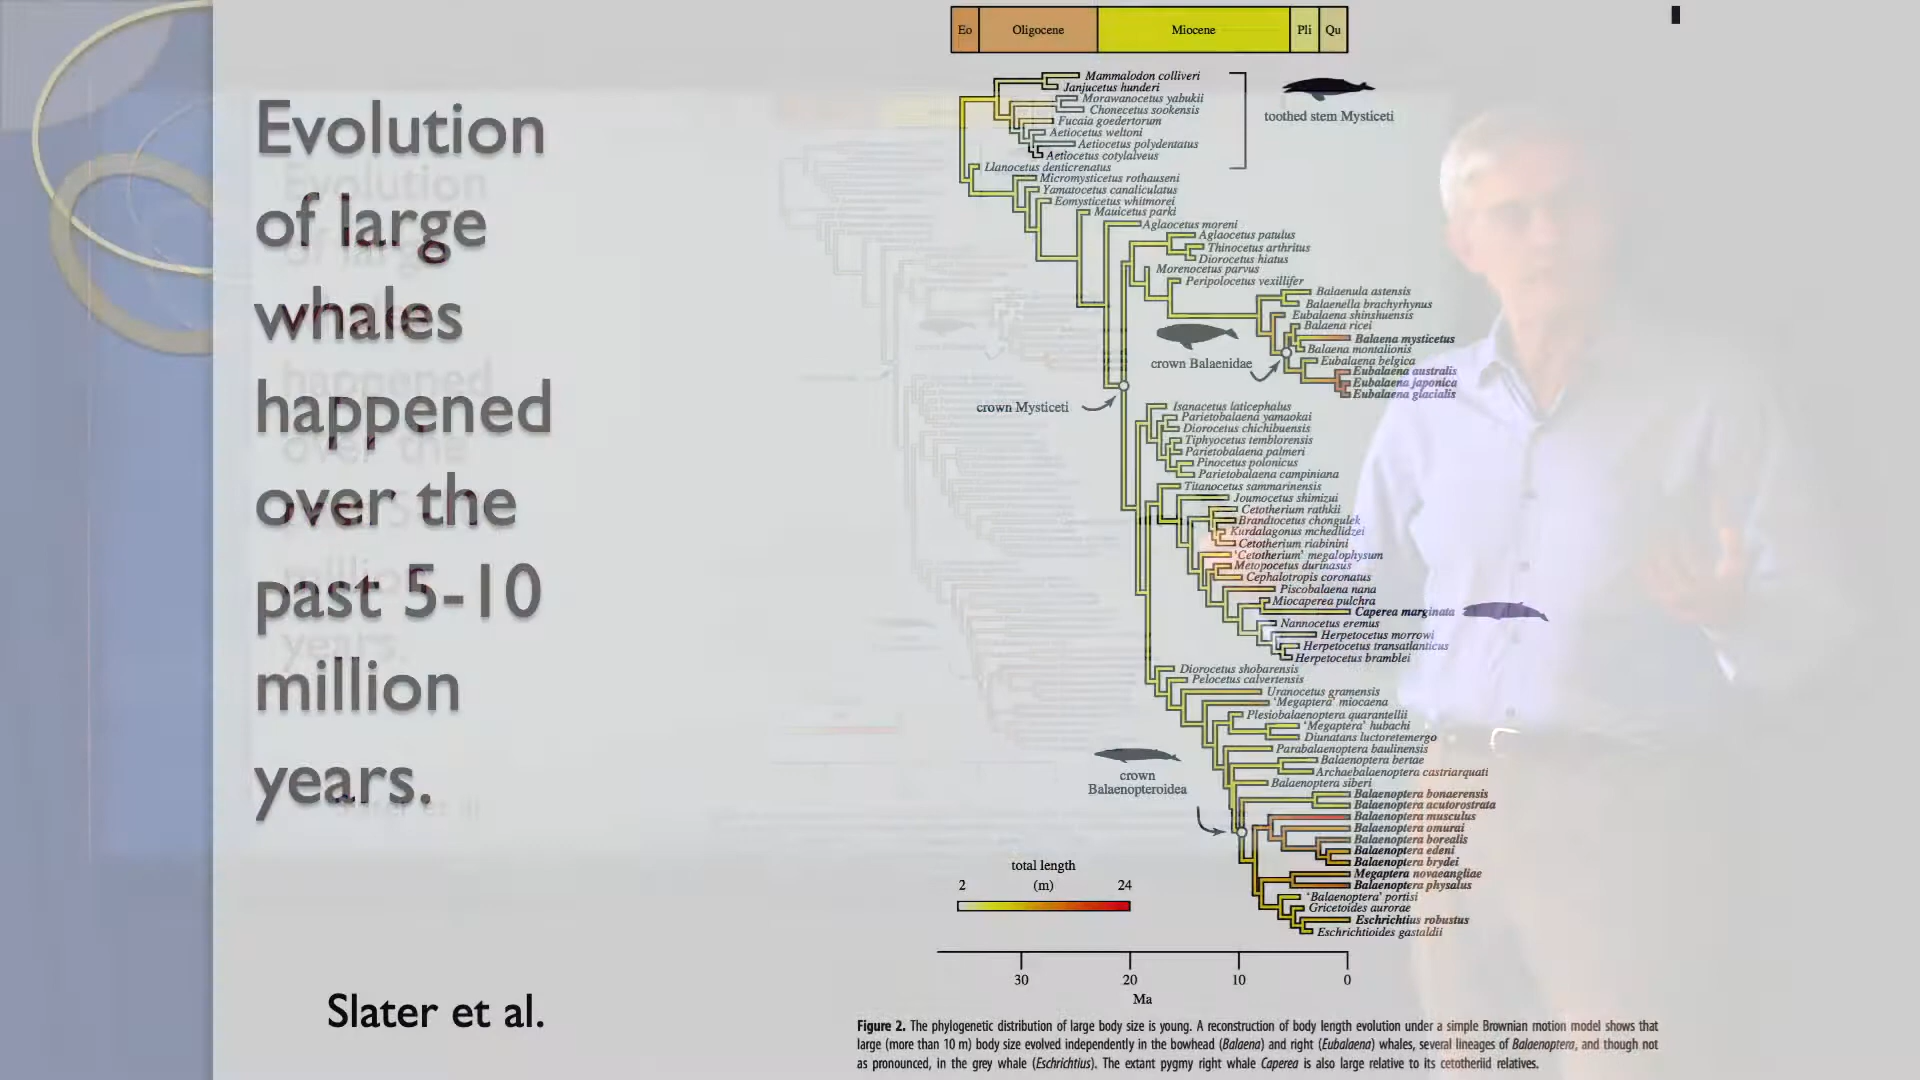 Evolution
of large
whales
happened
over the
past 5-10
million
years.
Slater et al.
Eo Oligocene Miocene Pli Qu
Mammalodon colliveri
Janjucetus hunderi
Morawanocetus yabukii
Chonecetus sookensis
Fucaia goedertorum
Aetiocetus weltoni
Aetiocetus polydentatus
Aetiocetus cotylalveus
toothed stem Mysticeti
Llanocetus denticrenatus
Micromysticetus rothauseni
Yamatocetus canaliculatus
Eomysticetus whitmorei
Mauicetus parki
Aglaocetus moreni
Aglaocetus patulus
Thinocetus arthritus
Diorocetus hiatus
Morenocetus parvus
Peripolocetus vexillifer
Balaenula astensis
Balaenella brachyrhynus
Eubalaena shinshuensis
Balaena ricei
Balaena mysticetus
Balaena montalionis
Eubalaena belgica
Eubalaena australis
Eubalaena japonica
Eubalaena glacialis
crown Balaenidae
crown Mysticeti
Isanacetus laticephalus
Parietobalaena yamaokai
Diorocetus chichibuensis
Tiphyocetus temblorensis
Parietobalaena palmeri
Pinocetus polonicus
Parietobalaena campiniana
Titanocetus sammarinensis
Joumocetus shimizui
Cetotherium rathkii
Brandtocetus chongulek
Kurdalagonus mchedlidzei
Cetotherium riabinini
‘Cetotherium’ megalophysum
Metopocetus durinasus
Cephalotropis coronatus
Piscobalaena nana
Miocaperea pulchra
Caperea marginata
Nannocetus eremus
Herpetocetus morrowi
Herpetocetus transatlanticus
Herpetocetus bramblei
Diorocetus shobarensis
Pelocetus calvertensis
Uranocetus gramensis
‘Megaptera’ miocaena
Plesiobalaenoptera quarantellii
‘Megaptera’ hubachi
Diunatans luctoretemergo
Parabalaenoptera baulinensis
Balaenoptera bertae
Archaebalaenoptera castriarquati
Balaenoptera siberi
Balaenoptera bonaerensis
Balaenoptera acutorostrata
Balaenoptera musculus
Balaenoptera omurai
Balaenoptera borealis
Balaenoptera edeni
Balaenoptera brydei
Megaptera novaeangliae
Balaenoptera physalus
‘Balaenoptera’ portisi
Gricetoides aurorae
Eschrichtius robustus
Eschrichtioides gastaldii
crown
Balaenopteroidea
total length
2 (m) 24
30 20 10 0
Ma
Figure 2. The phylogenetic distribution of large body size is young. A reconstruction of body length evolution under a simple Brownian motion model shows that
large (more than 10 m) body size evolved independently in the bowhead (Balaena) and right (Eubalaena) whales, several lineages of Balaenoptera, and though not
as pronounced, in the grey whale (Eschrichtius). The extant pygmy right whale Caperea is also large relative to its cetotheriid relatives.